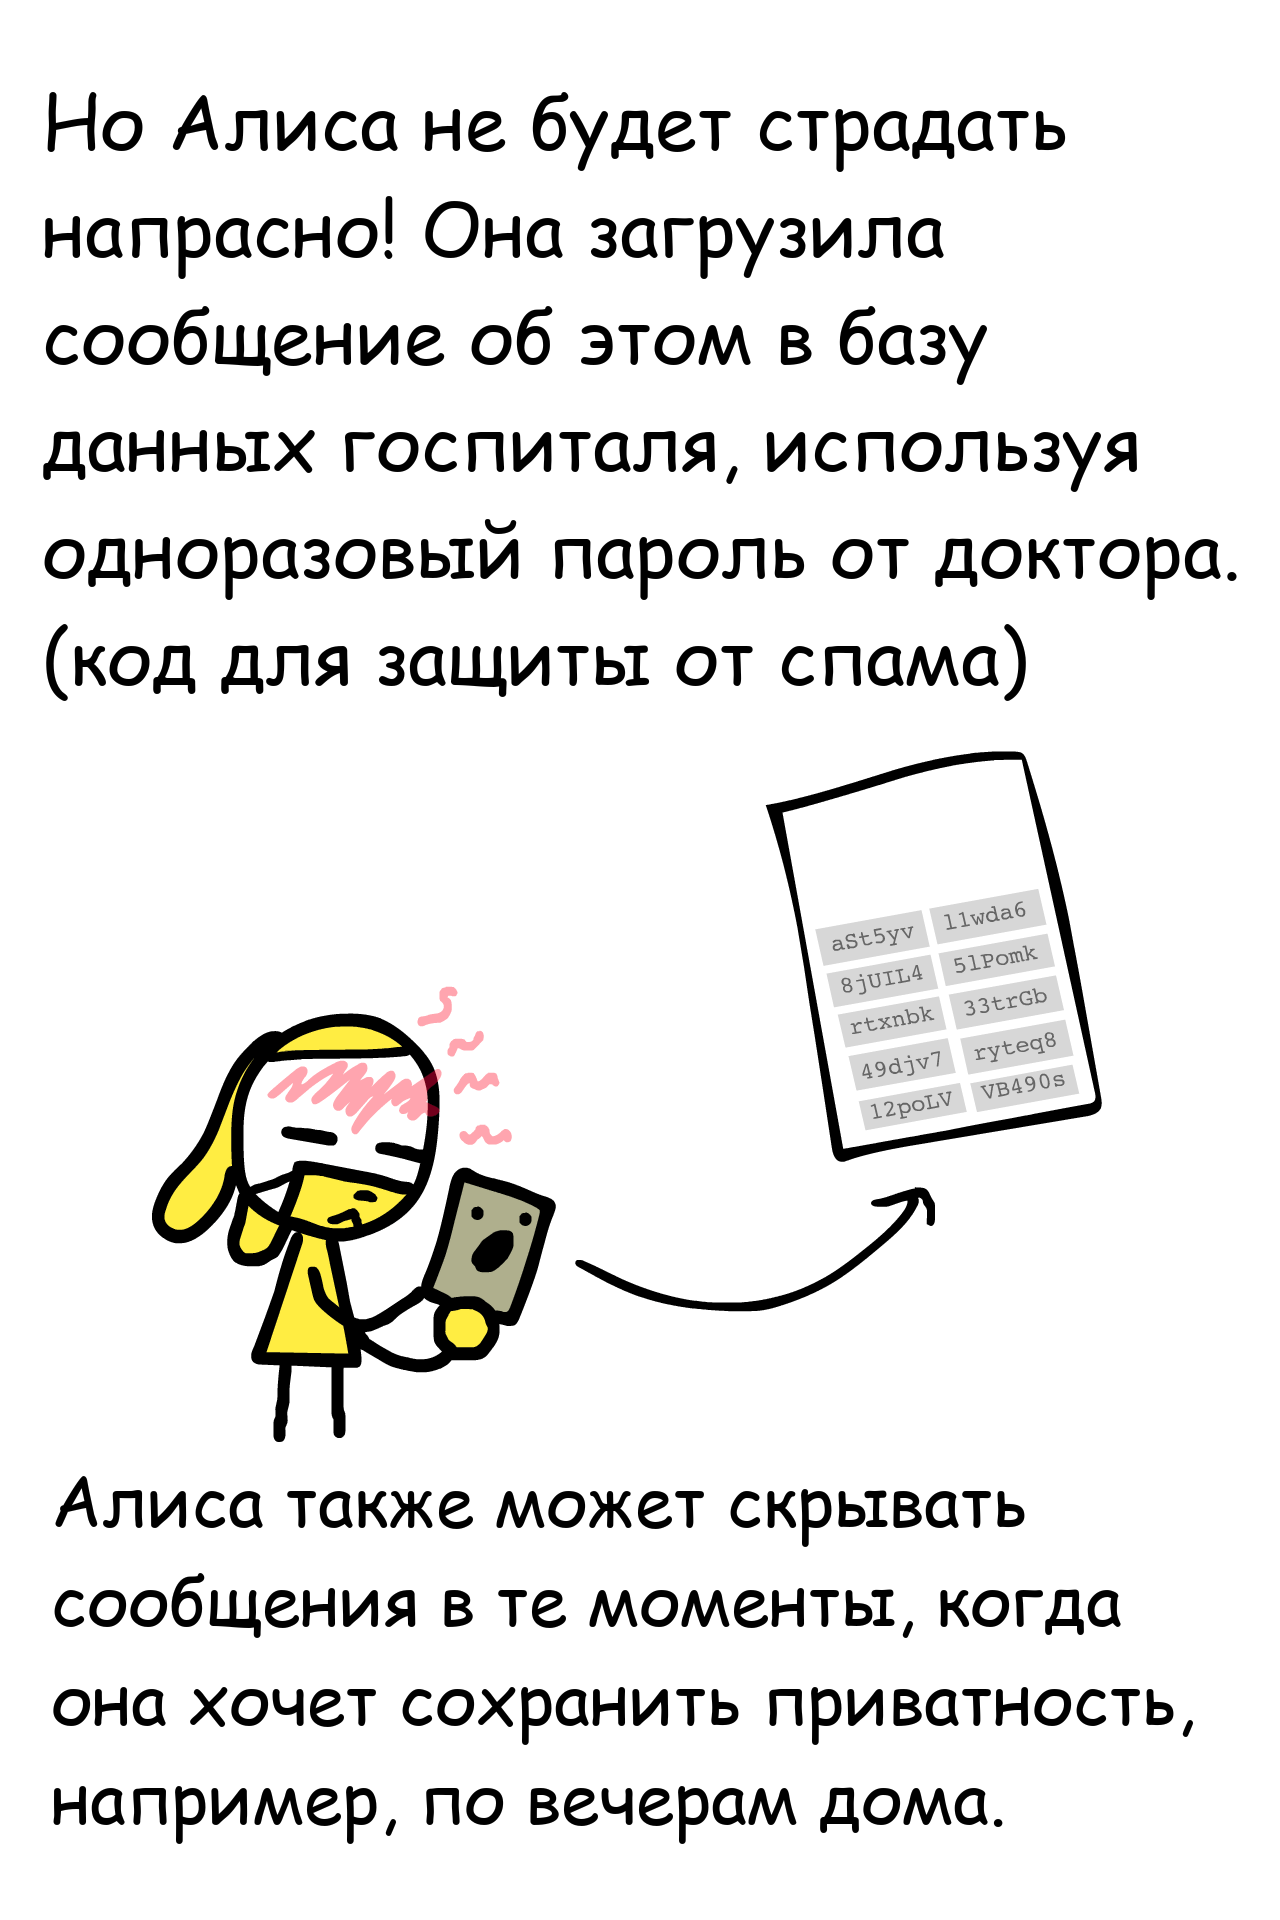 Но Алиса не будет страдать
напрасно! Она загрузила
сообщение об этом в базу
данных госпиталя, используя
одноразовый пароль от доктора.
(код для защиты от спама)
aSt5yv l1wda6
8jUIL4 5lPomk
rtxnbk 33trGb
49djv7 ryteq8
12poLV VB490s
Алиса также может скрывать
сообщения в те моменты, когда
она хочет сохранить приватность,
например, по вечерам дома.